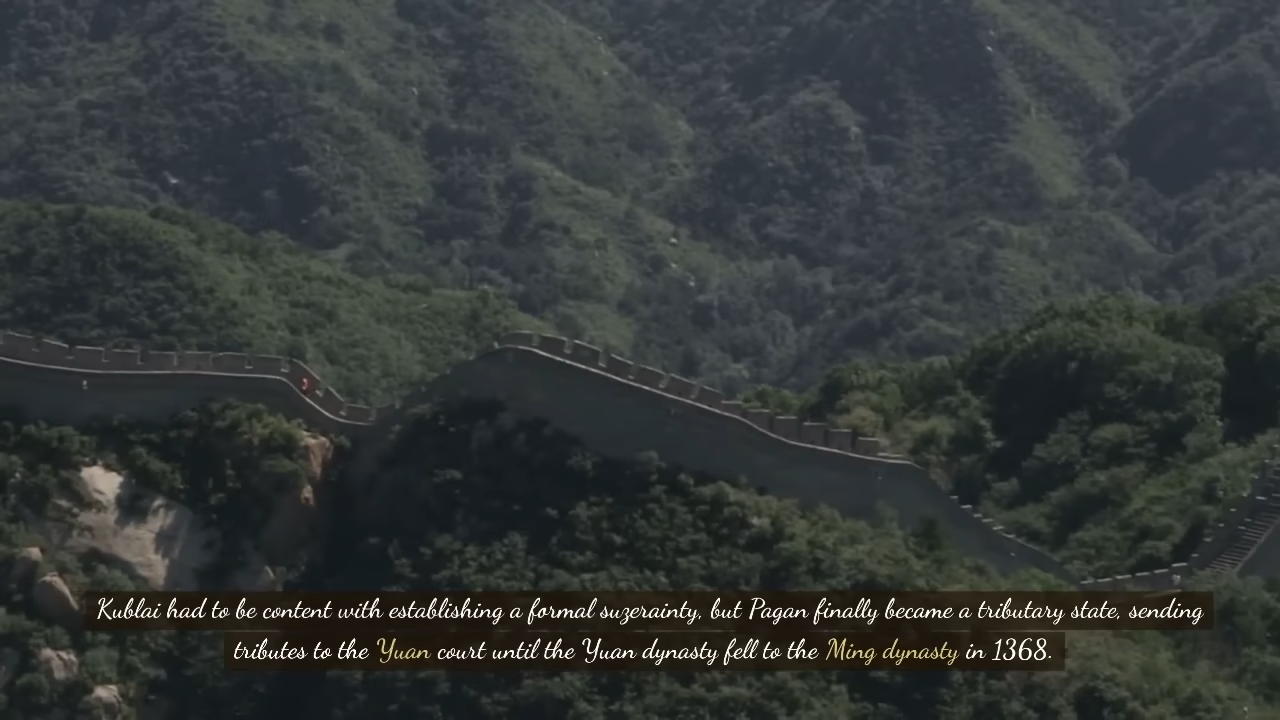 Kublai had to be content with establishing a formal suzerainty, but Pagan finally became a tributary state, sending
tributes to the Yuan court until the Yuan dynasty fell to the Ming dynasty in 1368.